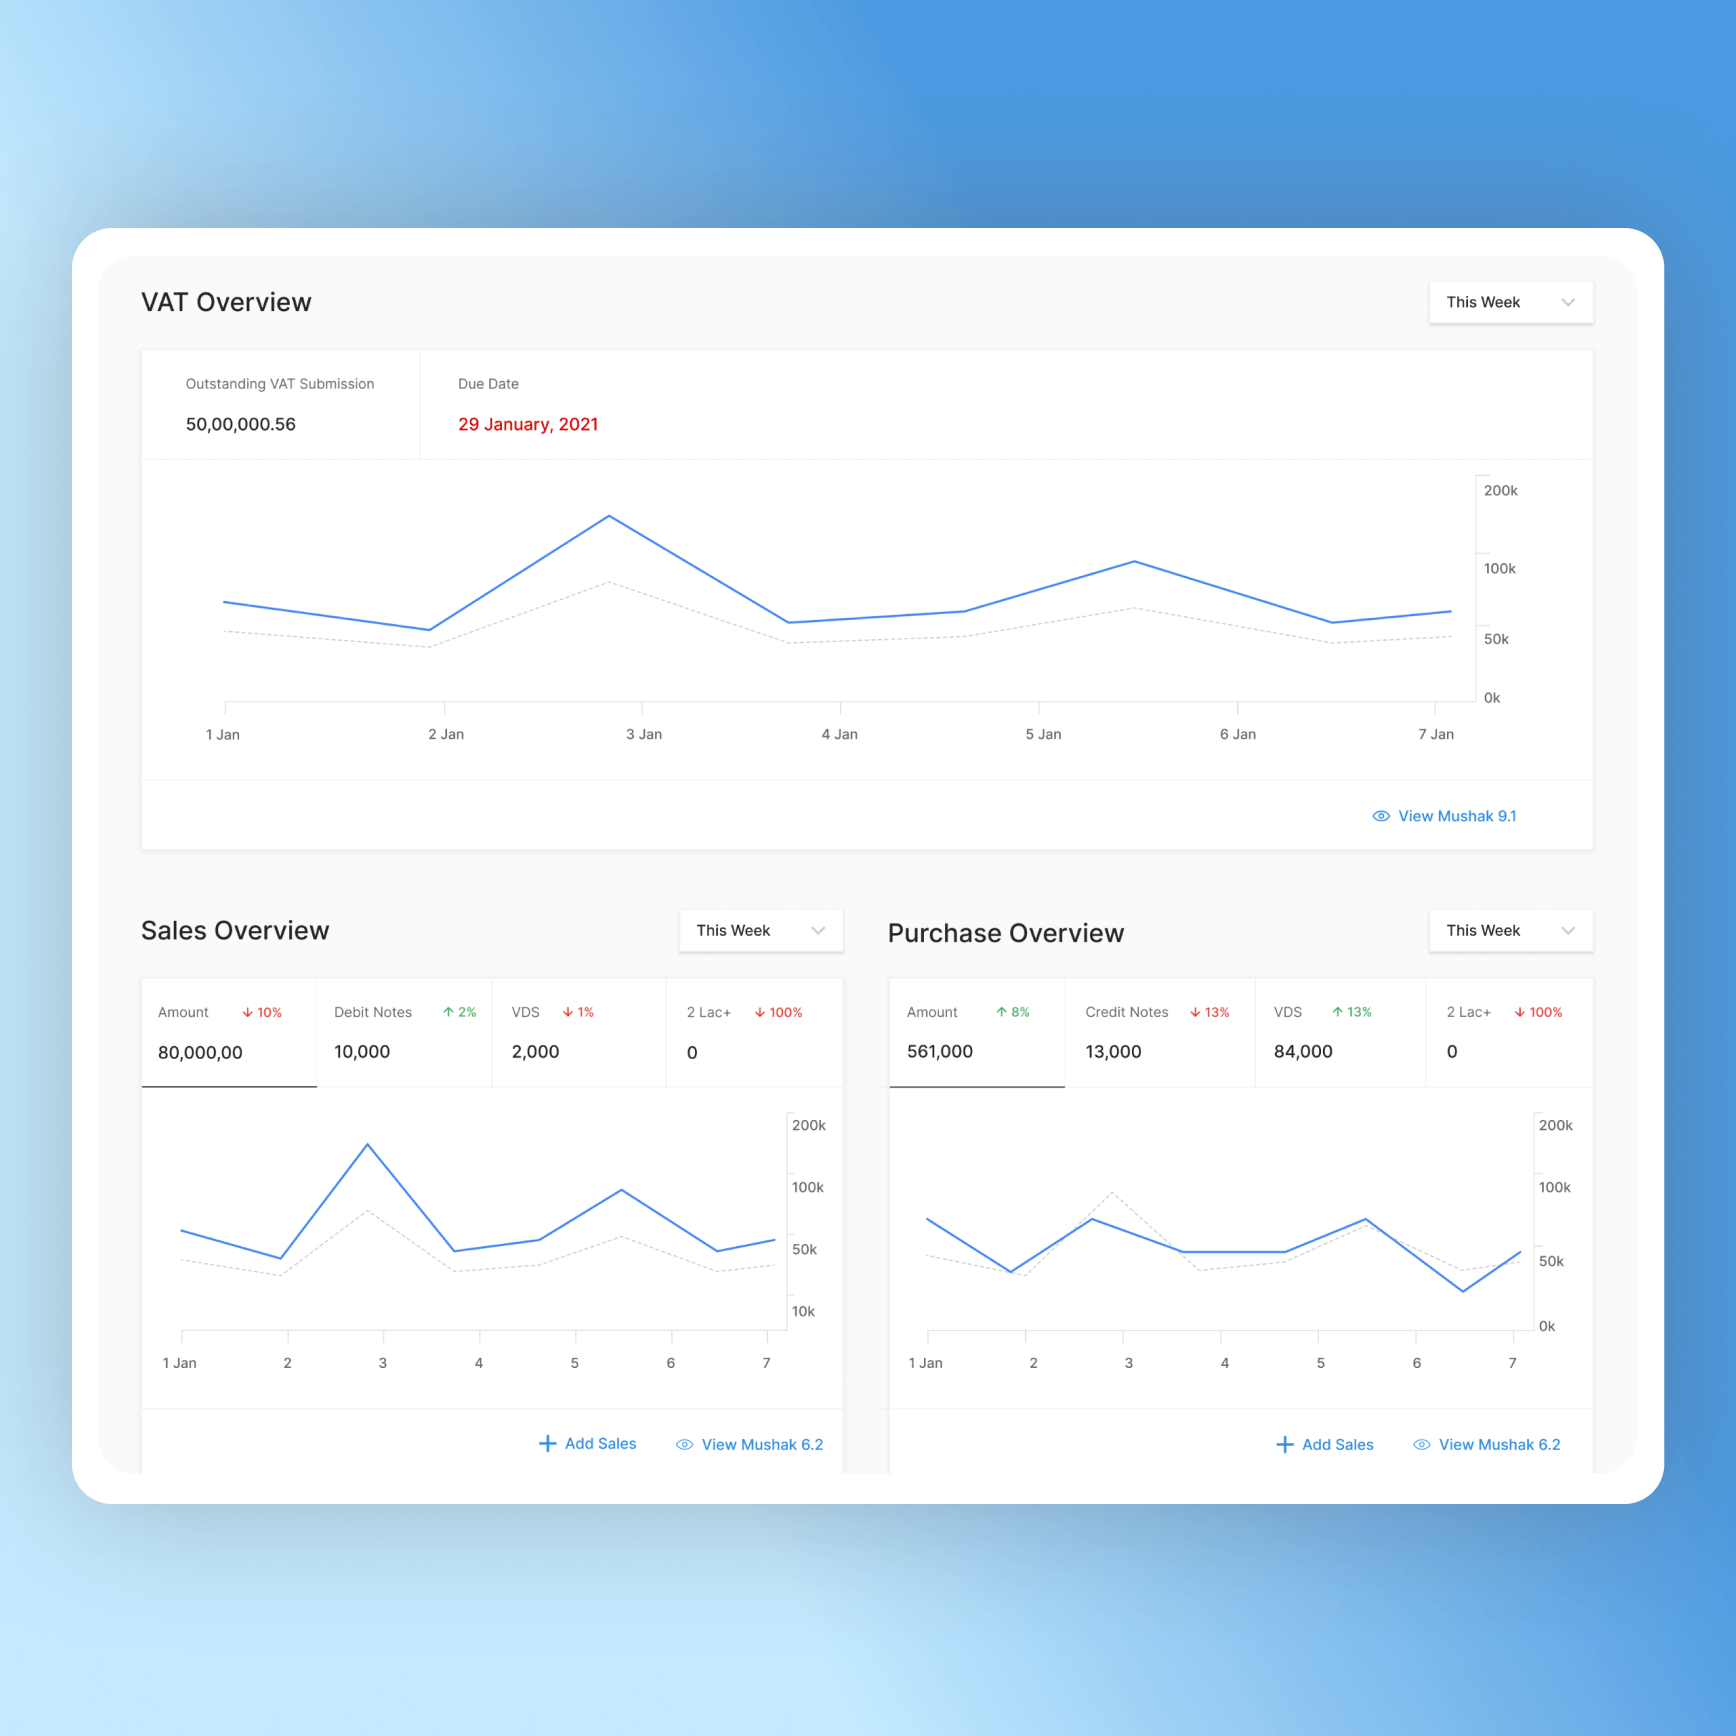 VAT Overview
This Week
Outstanding VAT Submission
Due Date
50,00,000.56
29 January, 2021
200k
100k
50k
0k
1 Jan
2 Jan
3 Jan
4 Jan
5 Jan
6 Jan
7 Jan
View Mushak 9.1
Sales Overview
This Week
Amount
10%
Debit Notes
2%
VDS
1%
2 Lac+
100%
80,000,00
10,000
2,000
0
200k
100k
50k
10k
1 Jan
2
3
4
5
6
7
Add Sales
View Mushak 6.2
Purchase Overview
This Week
Amount
8%
Credit Notes
13%
VDS
13%
2 Lac+
100%
561,000
13,000
84,000
0
200k
100k
50k
0k
1 Jan
2
3
4
5
6
7
Add Sales
View Mushak 6.2